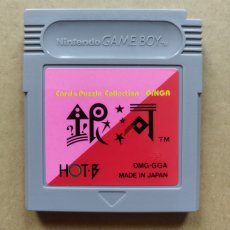 Nintendo GAME BOY™
Card & Puzzle Collection GINGA
銀河
™
HOT・B
DMG-GGA
MADE IN JAPAN